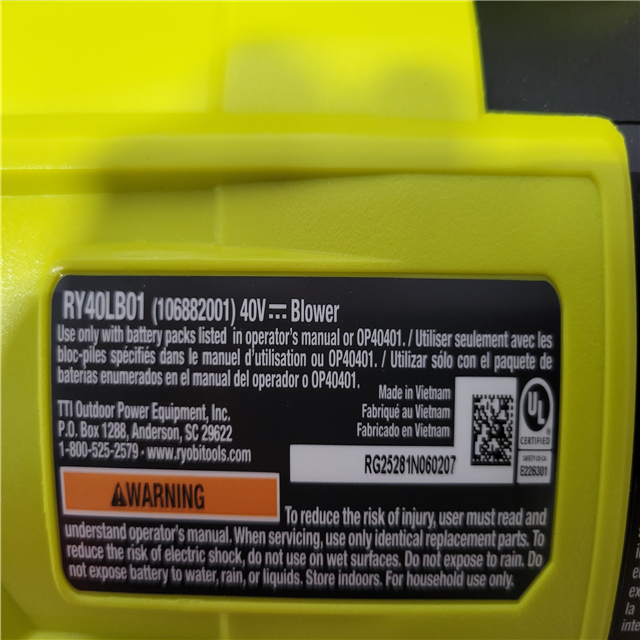 RY40LB01 (106882001) 40V⎓ Blower
Use only with battery packs listed in operator's manual or OP40401. / Utiliser seulement avec les
bloc-piles spécifiés dans le manuel d'utilisation ou OP40401. / Utilizar sólo con el paquete de
baterias enumerados en el manual del operador o OP40401.
Made in Vietnam
Fabriqué au Vietnam
Fabricado en Vietnam
TTI Outdoor Power Equipment, Inc.
P.O. Box 1288, Anderson, SC 29622
1-800-525-2579 · www.ryobitools.com
RG25281N060207
UL
CERTIFIED
SAFETY US-CA
E226301
⚠WARNING
To reduce the risk of injury, user must read and
understand operator's manual. When servicing, use only identical replacement parts. To
reduce the risk of electric shock, do not use on wet surfaces. Do not expose to rain. Do
not expose battery to water, rain, or liquids. Store indoors. For household use only.